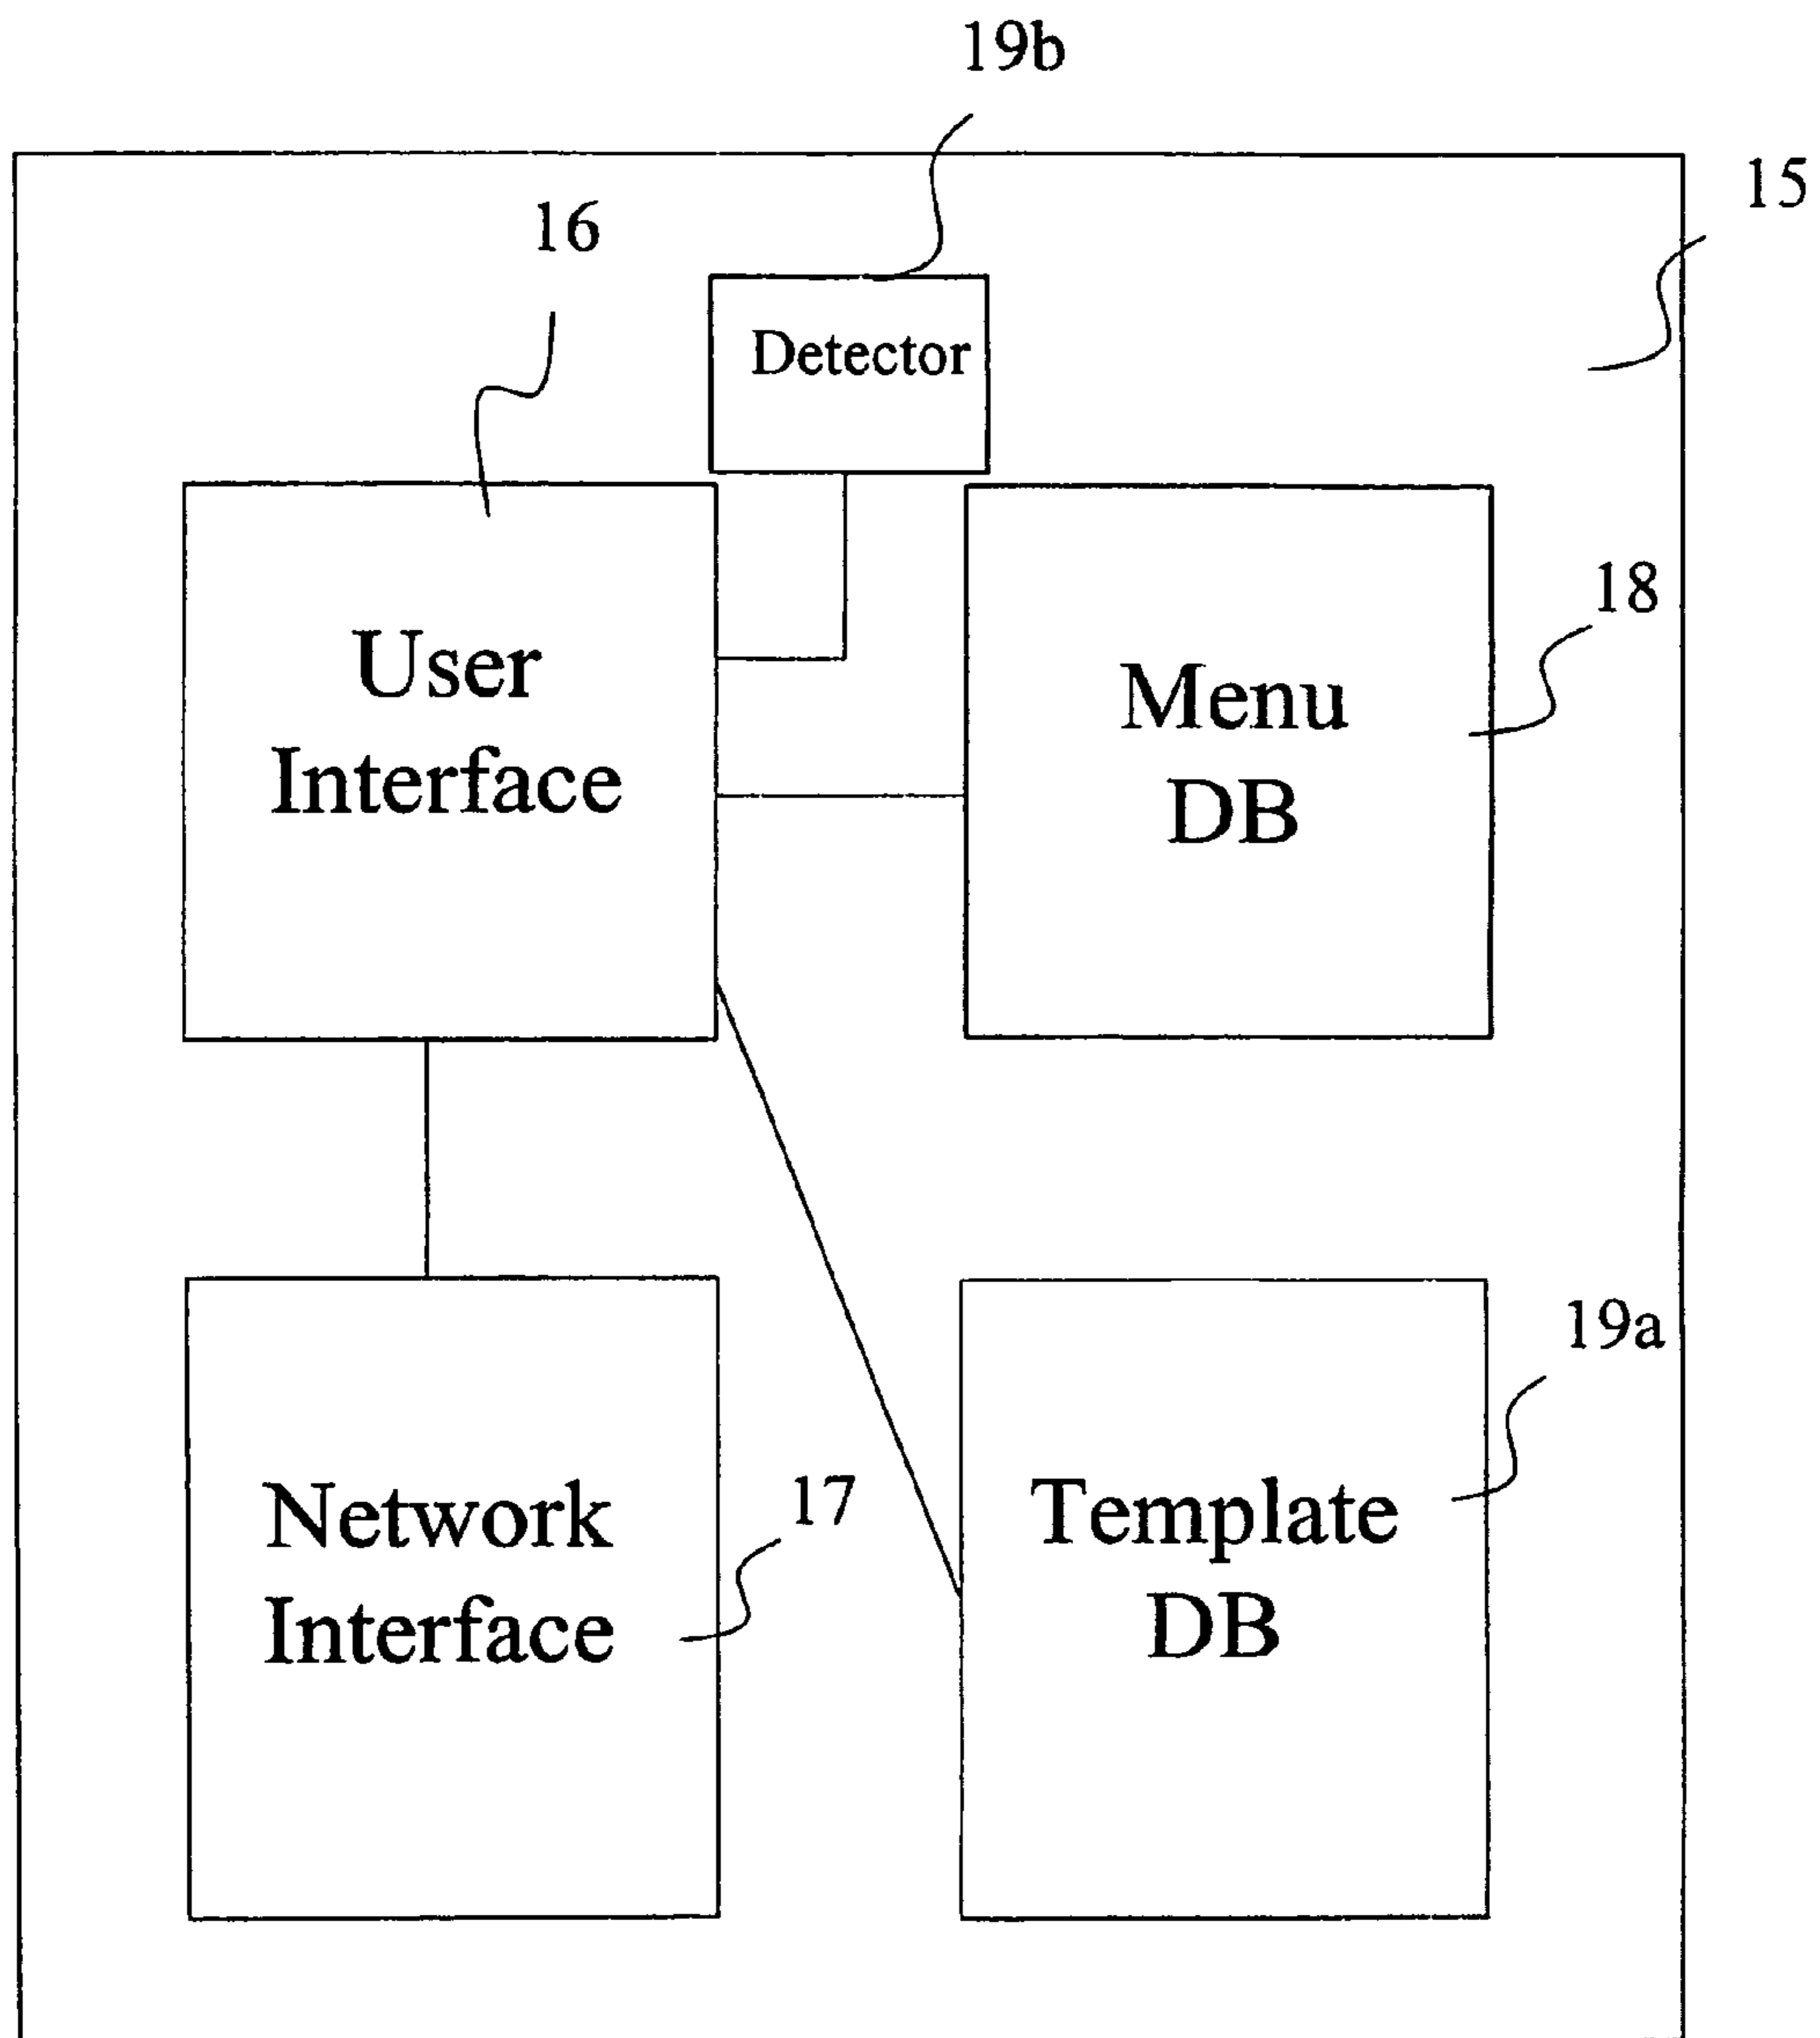 19b
15
16
Detector
18
User
Interface
Menu
DB
19a
17
Network
Interface
Template
DB